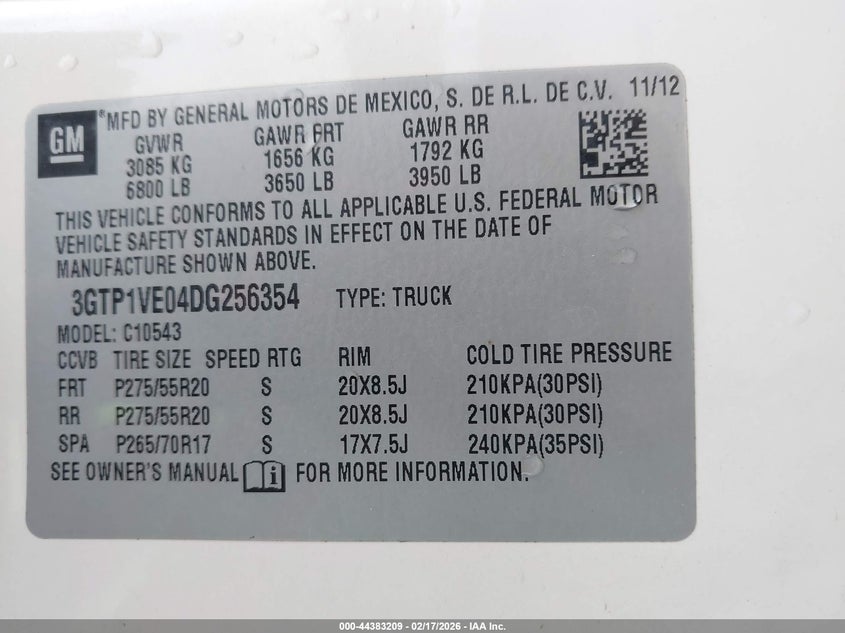 GM
®MFD BY GENERAL MOTORS DE MEXICO, S. DE R.L. DE C.V. 11/12
GVWR GAWR FRT GAWR RR
3085 KG 1656 KG 1792 KG
6800 LB 3650 LB 3950 LB
THIS VEHICLE CONFORMS TO ALL APPLICABLE U.S. FEDERAL MOTOR
VEHICLE SAFETY STANDARDS IN EFFECT ON THE DATE OF
MANUFACTURE SHOWN ABOVE.
3GTP1VE04DG256354 TYPE: TRUCK
MODEL: C10543
CCVB TIRE SIZE SPEED RTG RIM COLD TIRE PRESSURE
FRT P275/55R20 S 20X8.5J 210KPA(30PSI)
RR P275/55R20 S 20X8.5J 210KPA(30PSI)
SPA P265/70R17 S 17X7.5J 240KPA(35PSI)
SEE OWNER'S MANUAL i FOR MORE INFORMATION.
000-44383209 - 02/17/2026 - IAA Inc.